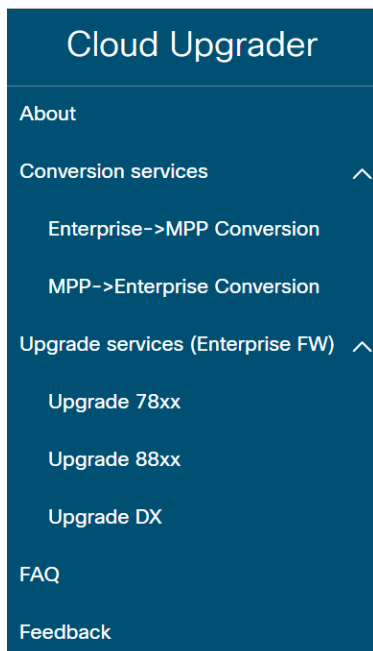 Cloud Upgrader
About
Conversion services
Enterprise->MPP Conversion
MPP->Enterprise Conversion
Upgrade services (Enterprise FW)
Upgrade 78xx
Upgrade 88xx
Upgrade DX
FAQ
Feedback